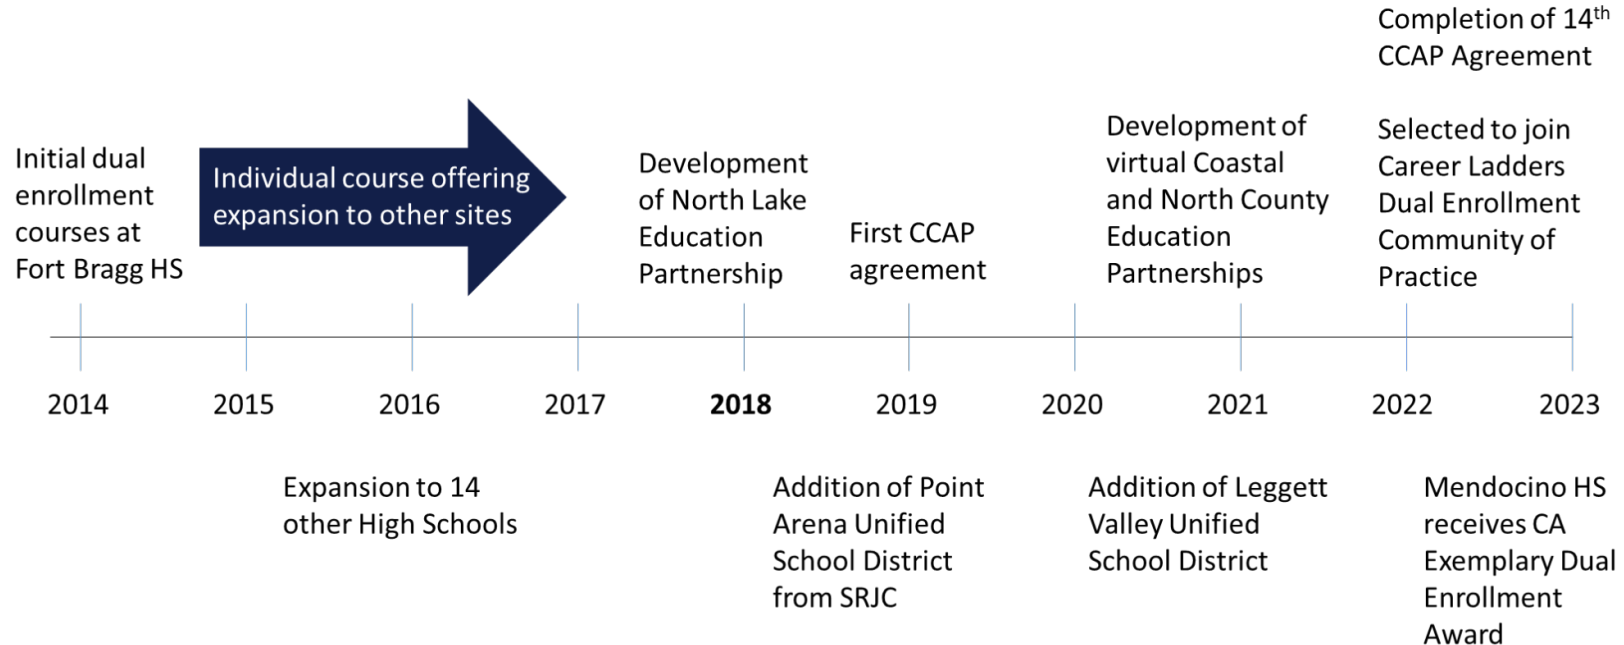 Completion of 14th
CCAP Agreement
Initial dual
enrollment
courses at
Fort Bragg HS
Individual course offering
expansion to other sites
Development
of North Lake
Education
Partnership
First CCAP
agreement
Development of
virtual Coastal
and North County
Education
Partnerships
Selected to join
Career Ladders
Dual Enrollment
Community of
Practice
2014
2015
2016
2017
2018
2019
2020
2021
2022
2023
Expansion to 14
other High Schools
Addition of Point
Arena Unified
School District
from SRJC
Addition of Leggett
Valley Unified
School District
Mendocino HS
receives CA
Exemplary Dual
Enrollment
Award